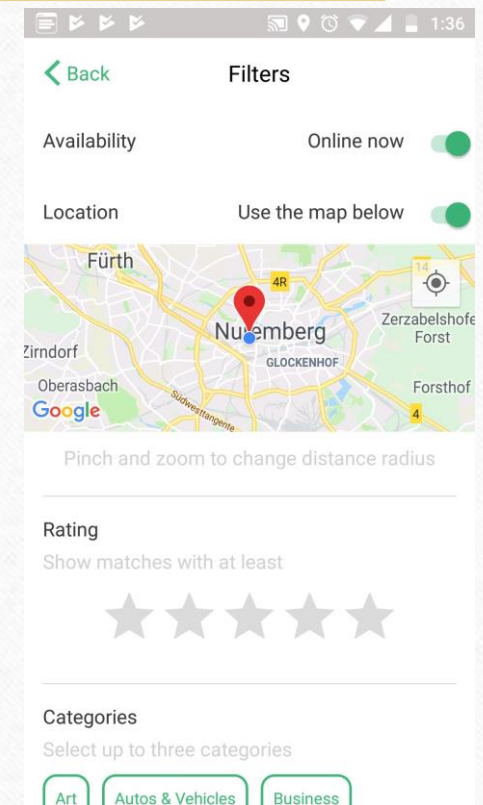 1:36
Back Filters
Availability Online now
Location Use the map below
Fürth
14
4R
Nuremberg
Zerzabelshofe
Forst
Zirndorf
GLOCKENHOF
Oberasbach
Forsthof
Südwesttangente
Google
4
Pinch and zoom to change distance radius
Rating
Show matches with at least
Categories
Select up to three categories
Art Autos & Vehicles Business